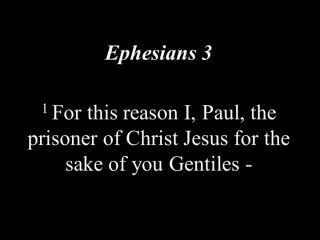 Ephesians 3
1 For this reason I, Paul, the
prisoner of Christ Jesus for the
sake of you Gentiles -